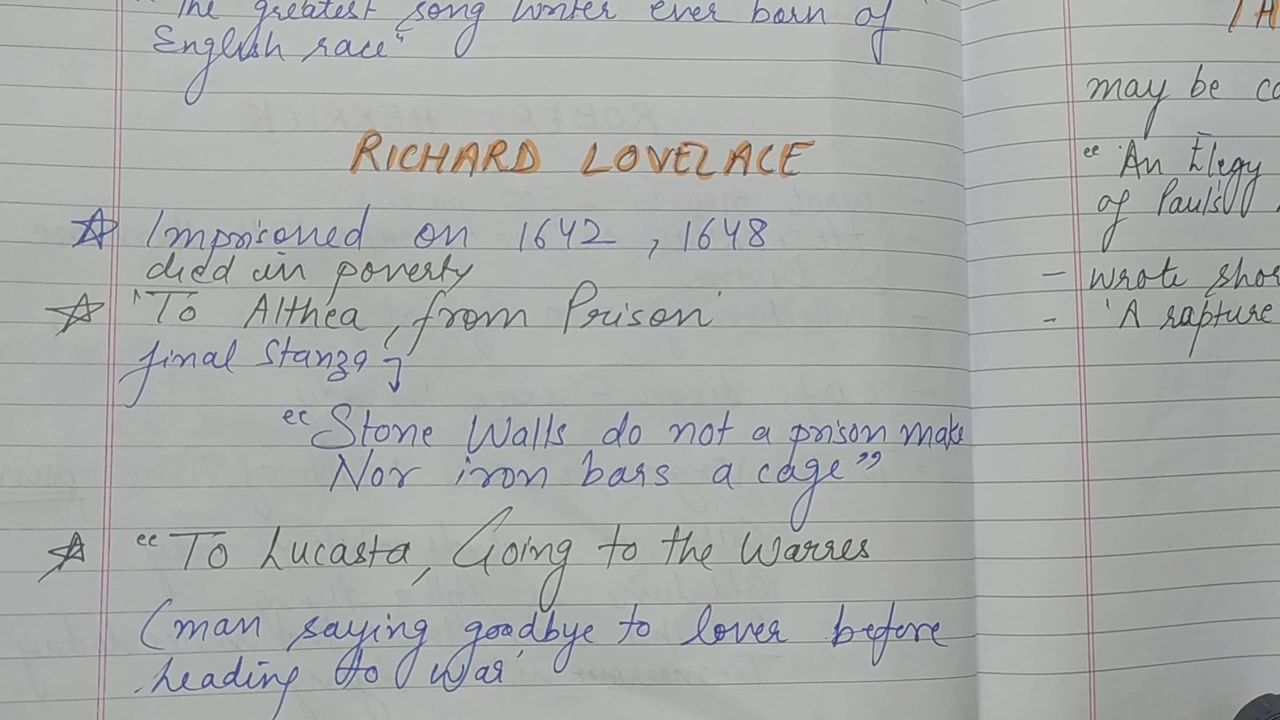 "The greatest song writer ever born of
English race"
RICHARD LOVELACE
☆ Imprisoned on 1642, 1648
died in poverty
☆ 'To Althea, from Prison'
final Stanza
"Stone Walls do not a prison make
Nor iron bars a cage"
☆ "To Lucasta, Going to the Warres
(man saying goodbye to lover before
heading to war
may be
"An Elegy
of Paul's
- wrote
- 'A rapture